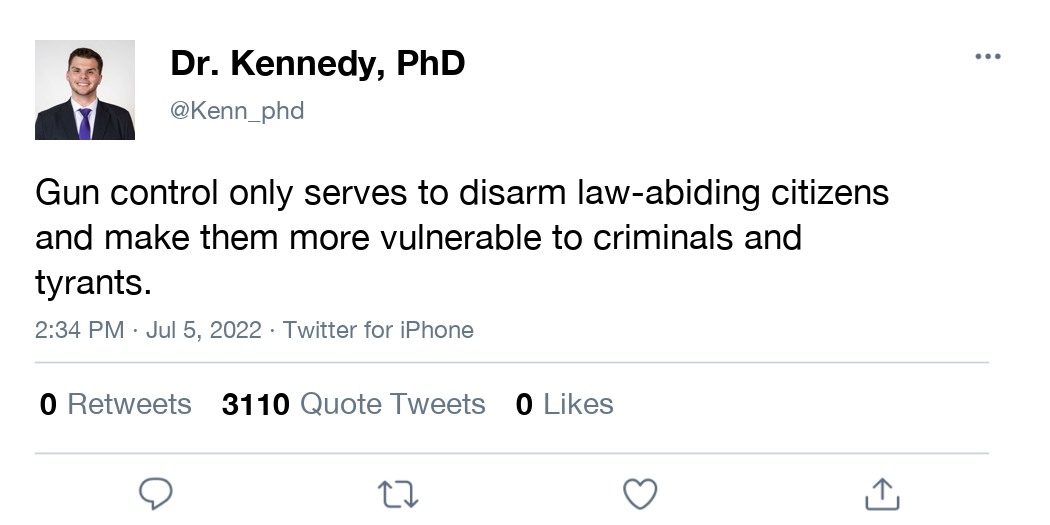 Dr. Kennedy, PhD
@Kenn_phd
Gun control only serves to disarm law-abiding citizens
and make them more vulnerable to criminals and
tyrants.
2:34 PM · Jul 5, 2022 · Twitter for iPhone
0 Retweets 3110 Quote Tweets 0 Likes